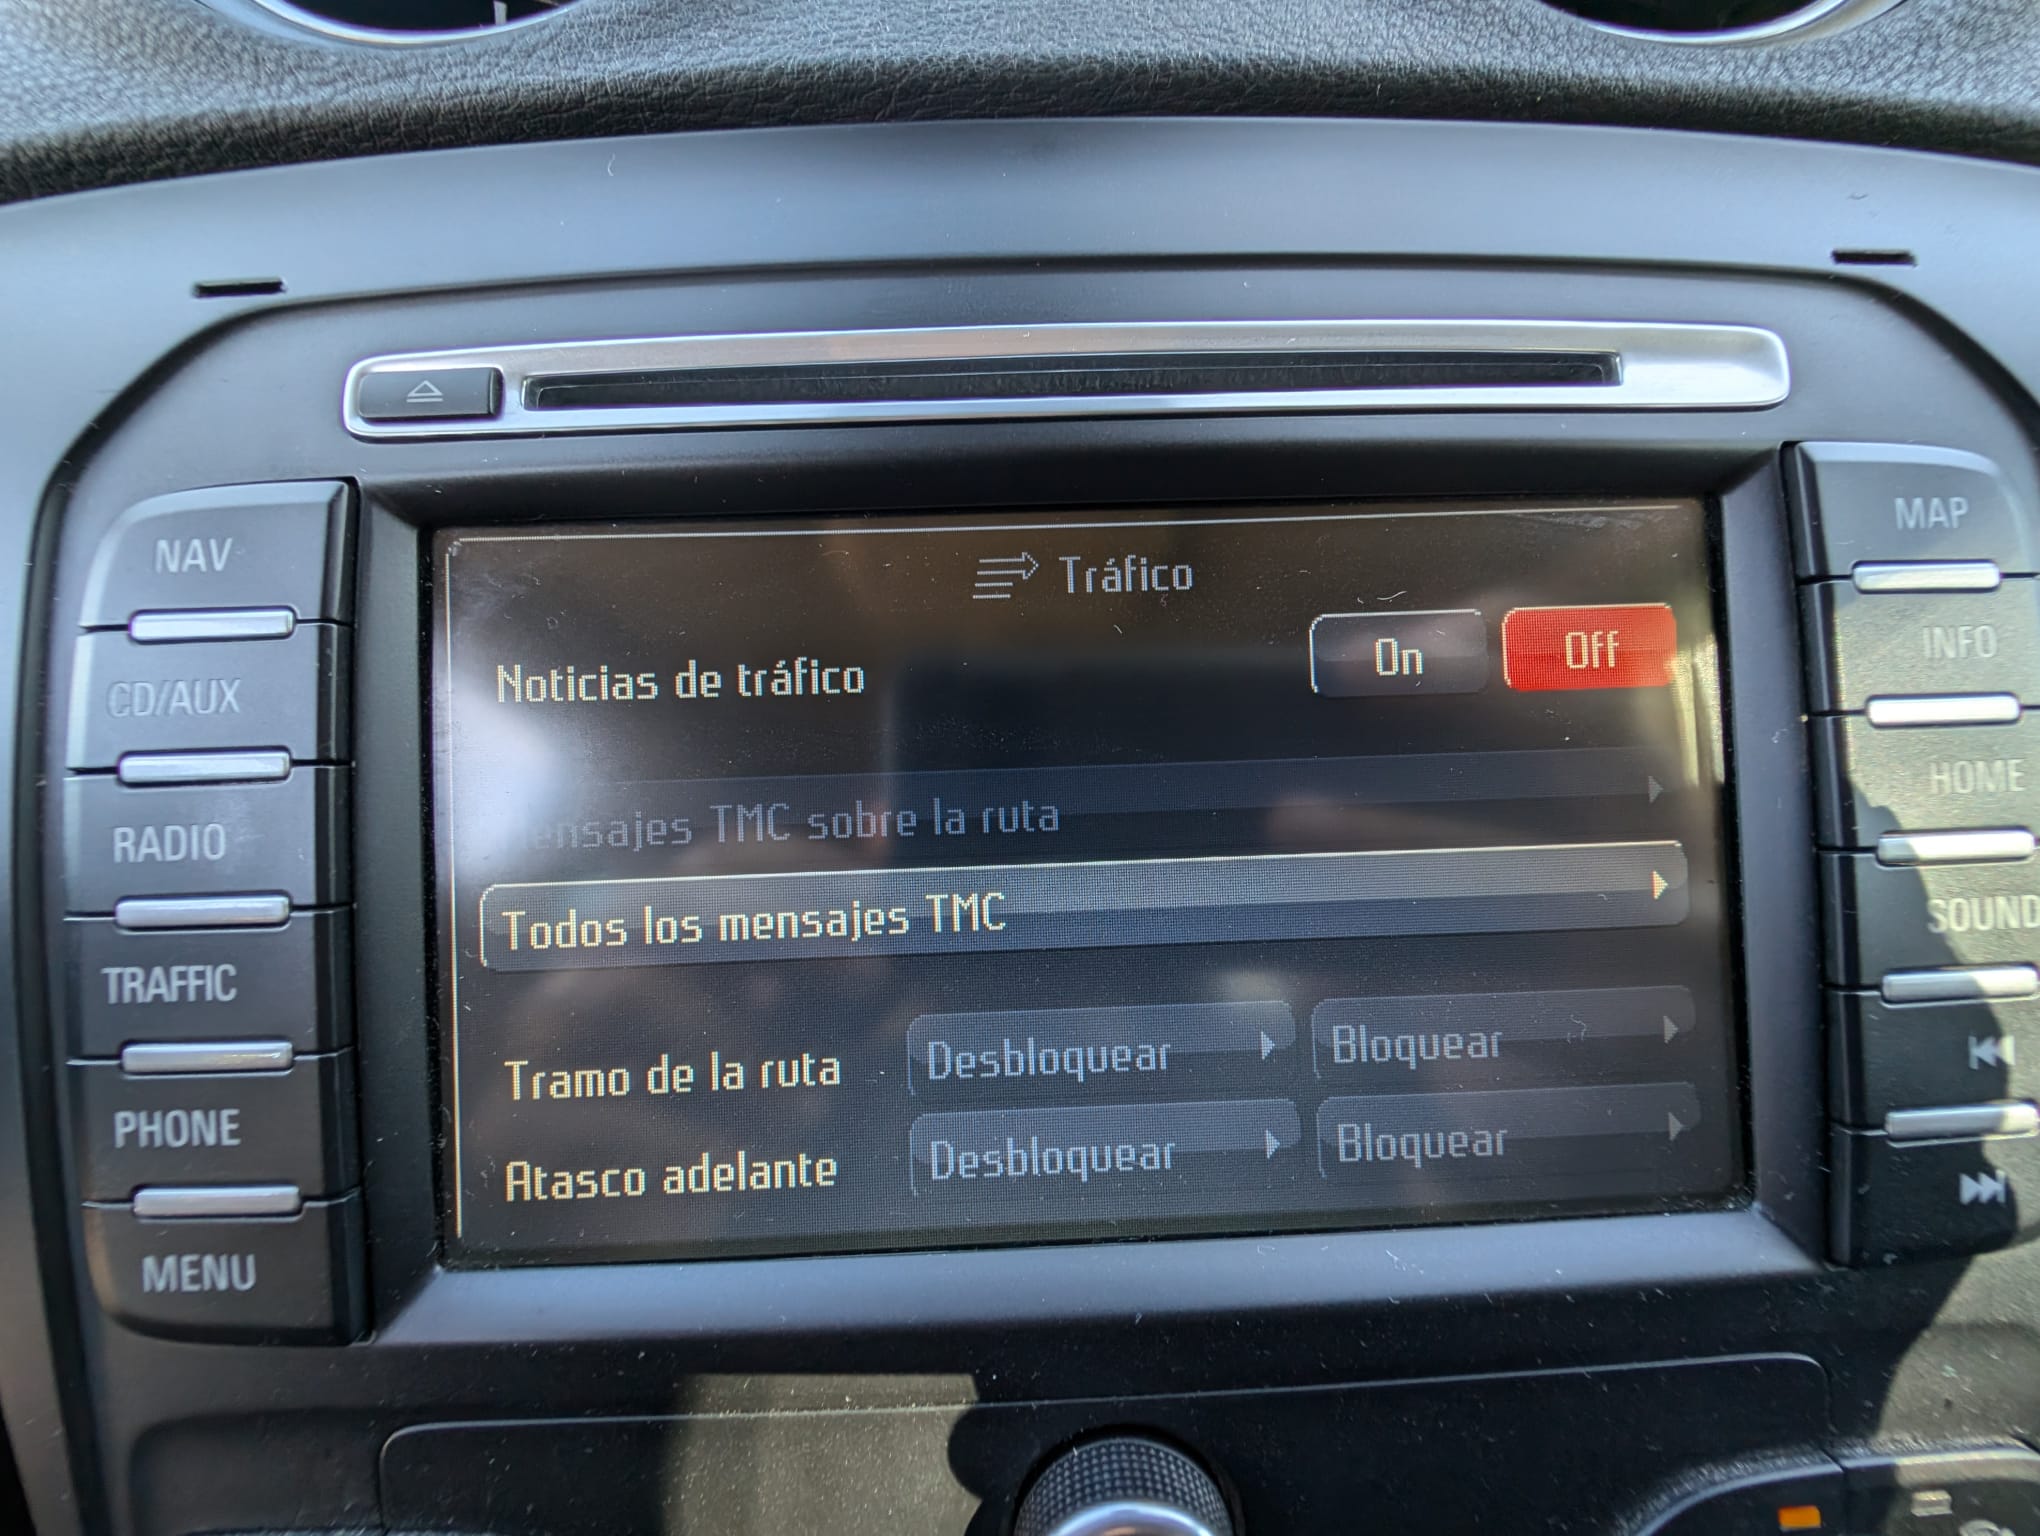 NAV
CD/AUX
RADIO
TRAFFIC
PHONE
MENU
Tráfico
Noticias de tráfico On Off
Mensajes TMC sobre la ruta
Todos los mensajes TMC
Tramo de la ruta Desbloquear Bloquear
Atasco adelante Desbloquear Bloquear
MAP
INFO
HOME
SOUND